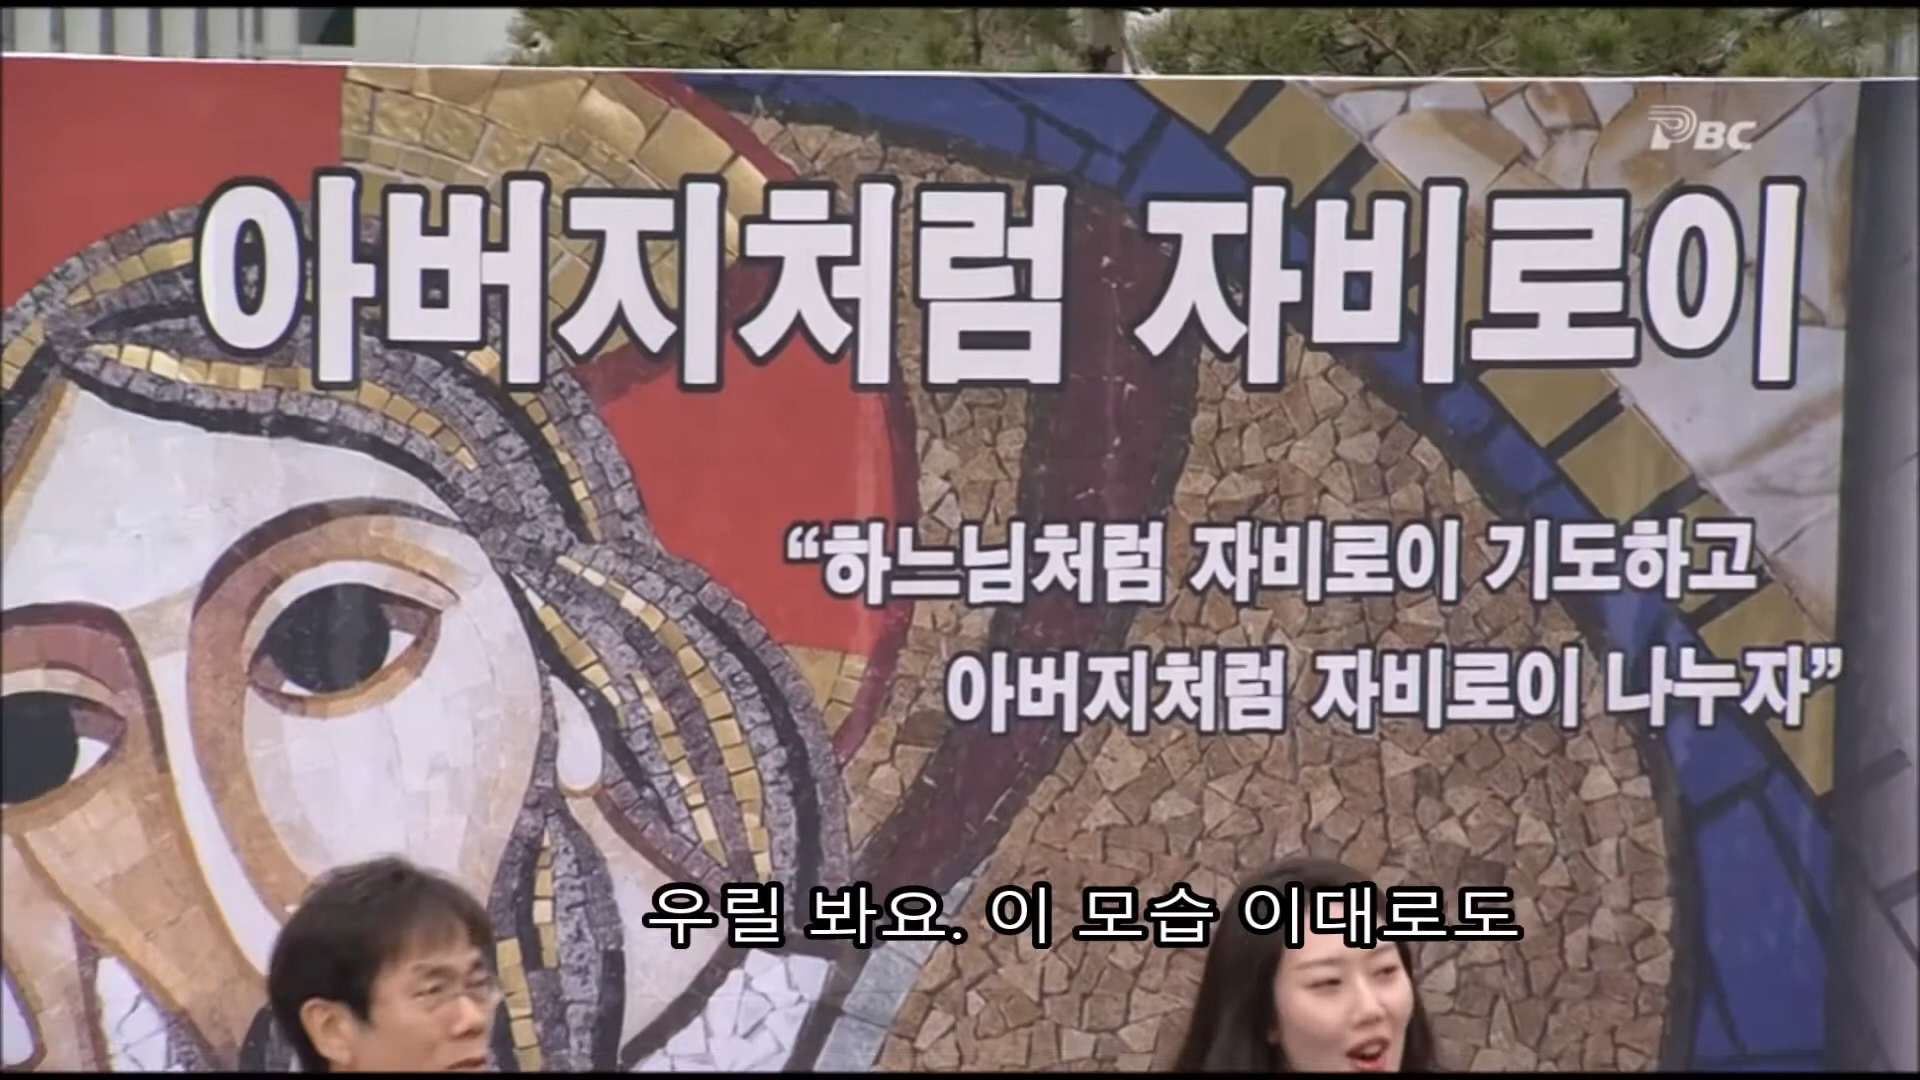 PBC
아버지처럼 자비로이
“하느님처럼 자비로이 기도하고
아버지처럼 자비로이 나누자”
우릴 봐요. 이 모습 이대로도